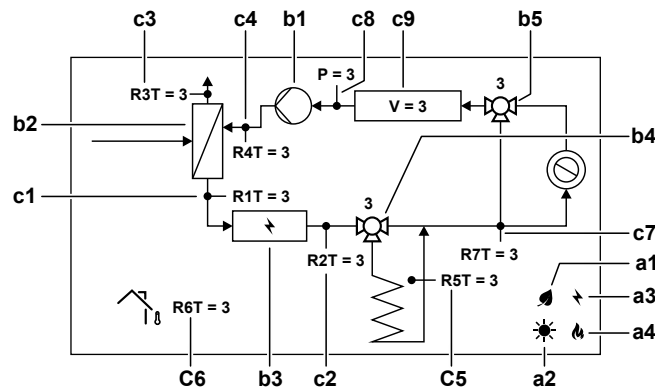 c3 c4 b1 c8 c9 b5
P = 3
3
R3T = 3
V = 3
b2
b4
R4T = 3
c1
R1T = 3
3
c7
R2T = 3
R7T = 3
a1
R5T = 3
a3
R6T = 3
a4
C6 b3 c2 C5 a2